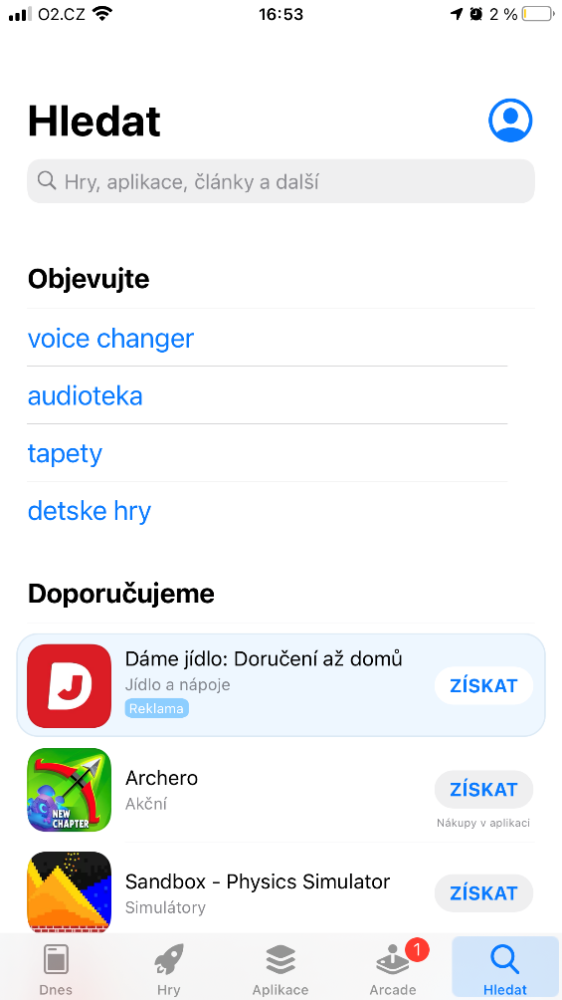 O2.CZ 16:53 2 %
Hledat
Hry, aplikace, články a další
Objevujte
voice changer
audioteka
tapety
detske hry
Doporučujeme
Dáme jídlo: Doručení až domů
Jídlo a nápoje
Reklama
ZÍSKAT
Archero
Akční
ZÍSKAT
Nákupy v aplikaci
NEW
CHAPTER
Sandbox - Physics Simulator
Simulátory
ZÍSKAT
1
Dnes Hry Aplikace Arcade Hledat